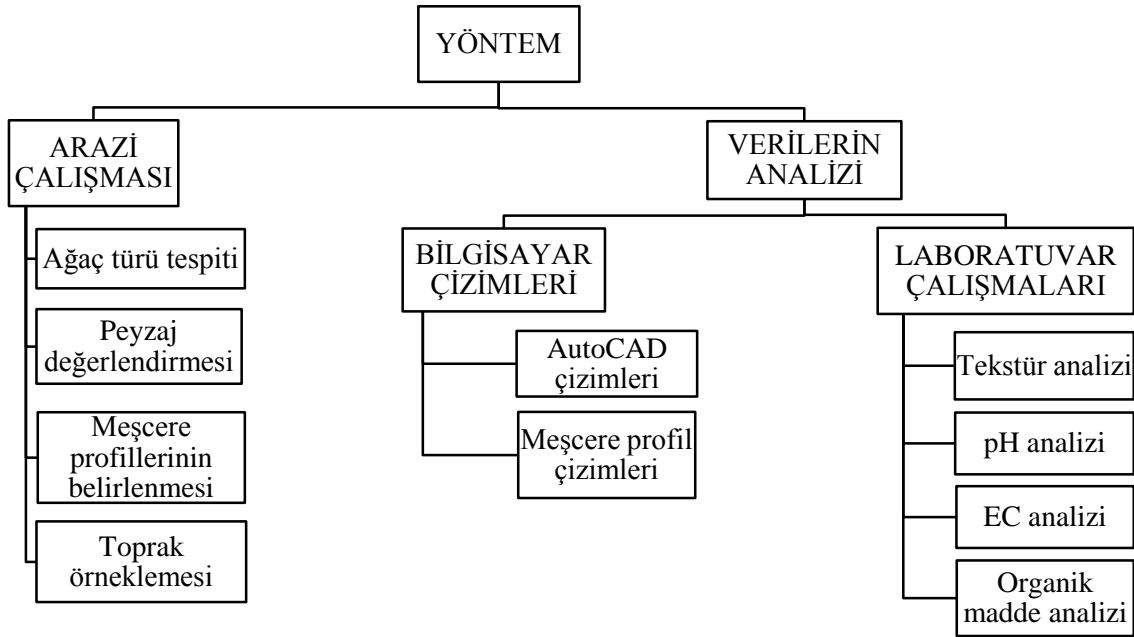 YÖNTEM
ARAZİ
ÇALIŞMASI
Ağaç türü tespiti
Peyzaj
değerlendirmesi
Meşcere
profillerinin
belirlenmesi
Toprak
örneklemesi
VERİLERİN
ANALİZİ
BİLGİSAYAR
ÇİZİMLERİ
AutoCAD
çizimleri
Meşcere profil
çizimleri
LABORATUVAR
ÇALIŞMALARI
Tekstür analizi
pH analizi
EC analizi
Organik
madde analizi